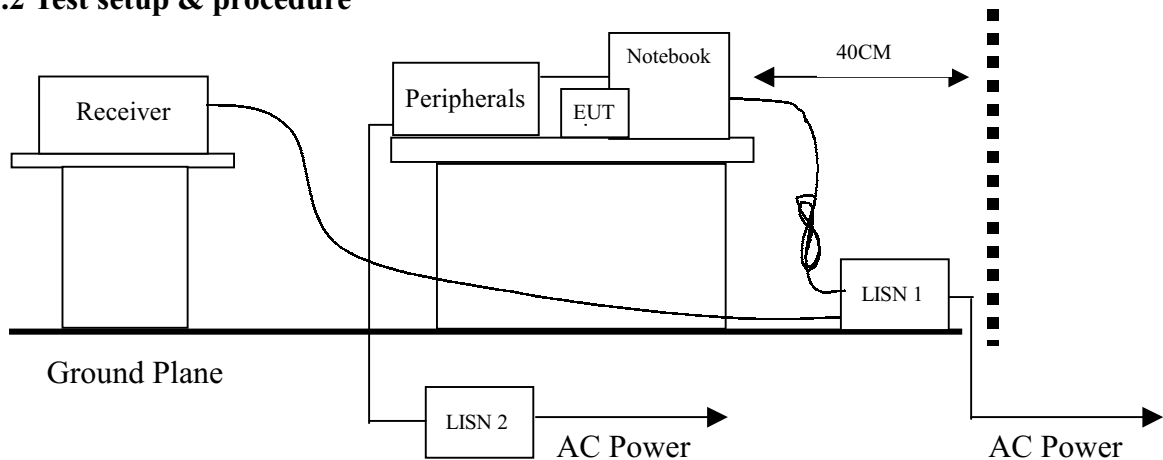 .2 Test setup & procedure
Notebook
40CM
Peripherals
Receiver
EUT
LISN 1
Ground Plane
LISN 2
AC Power
AC Power